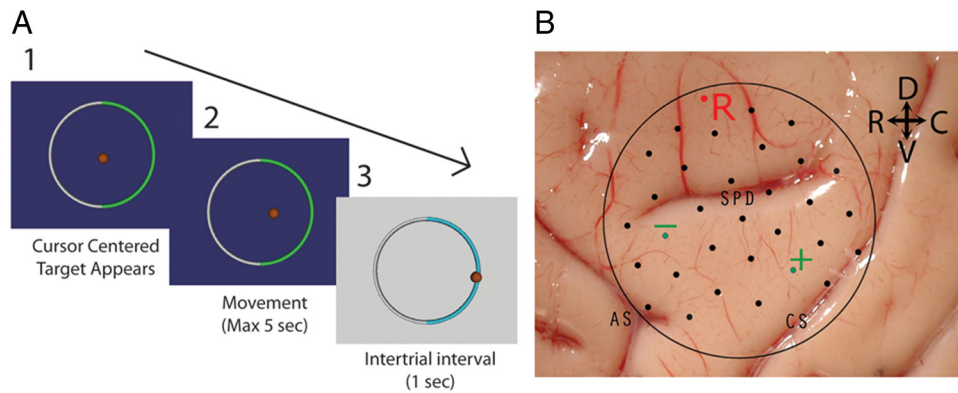 A
1
2
3
Cursor Centered
Target Appears
Movement
(Max 5 sec)
Intertrial interval
(1 sec)
B
R
D
R C
V
SPD
−
+
AS
CS